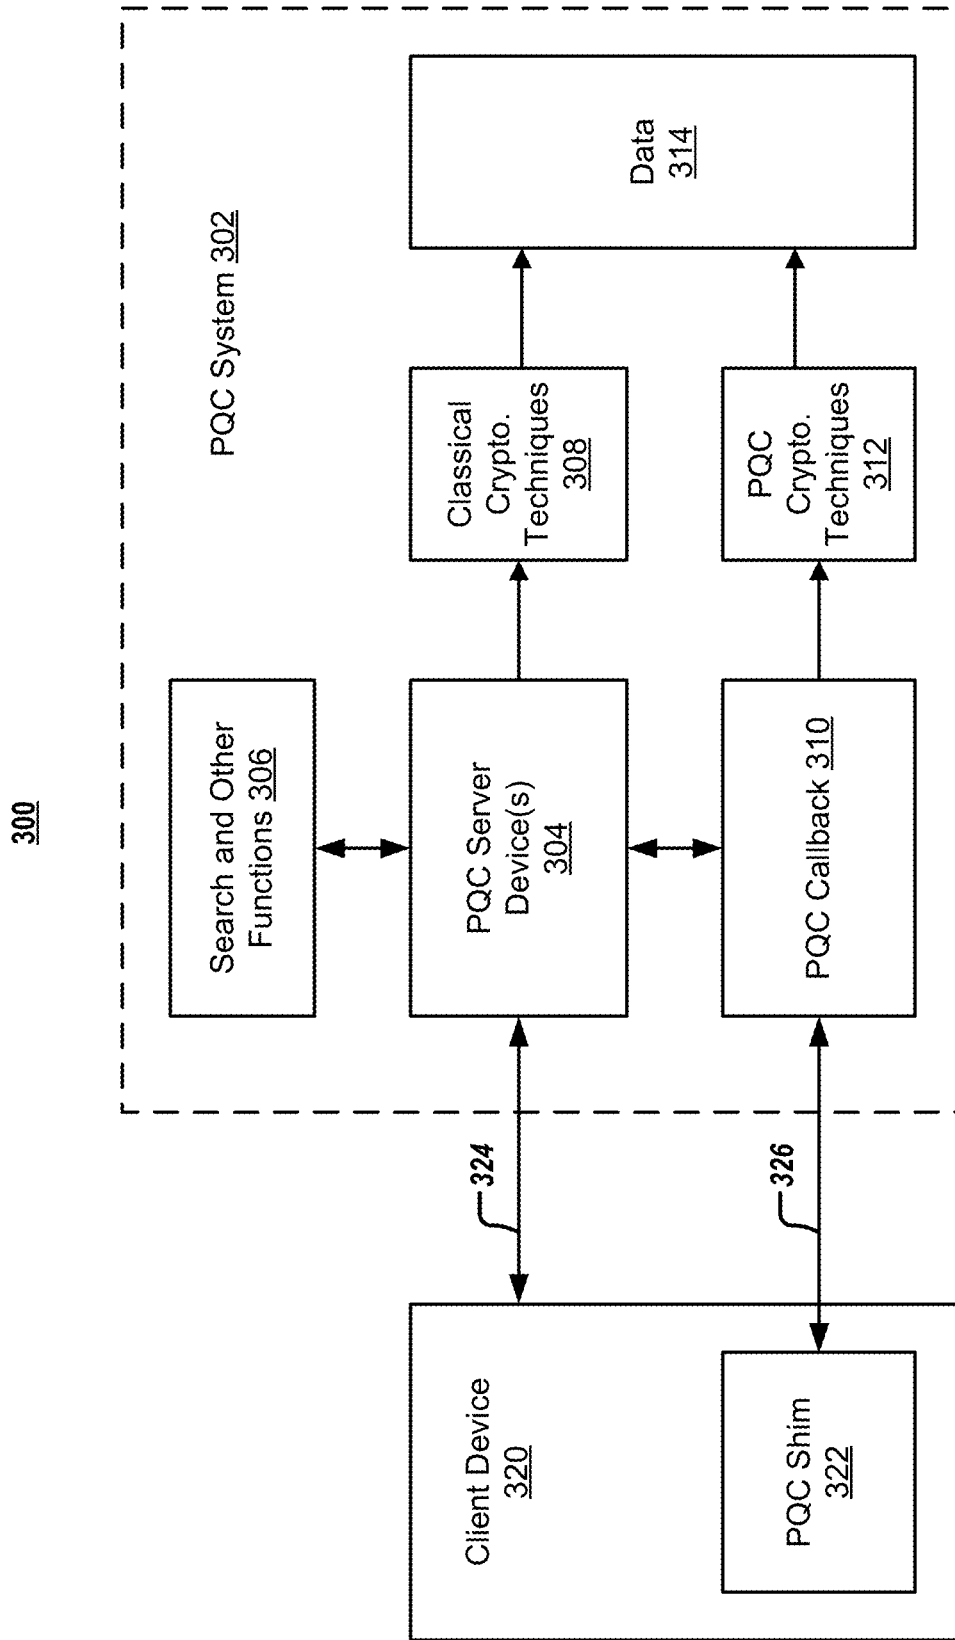 300
PQC System 302
Search and Other
Functions 306
Client Device
320
324
PQC Server
Device(s)
304
Classical
Crypto.
Techniques
308
Data
314
PQC Shim
322
326
PQC Callback 310
PQC
Crypto.
Techniques
312